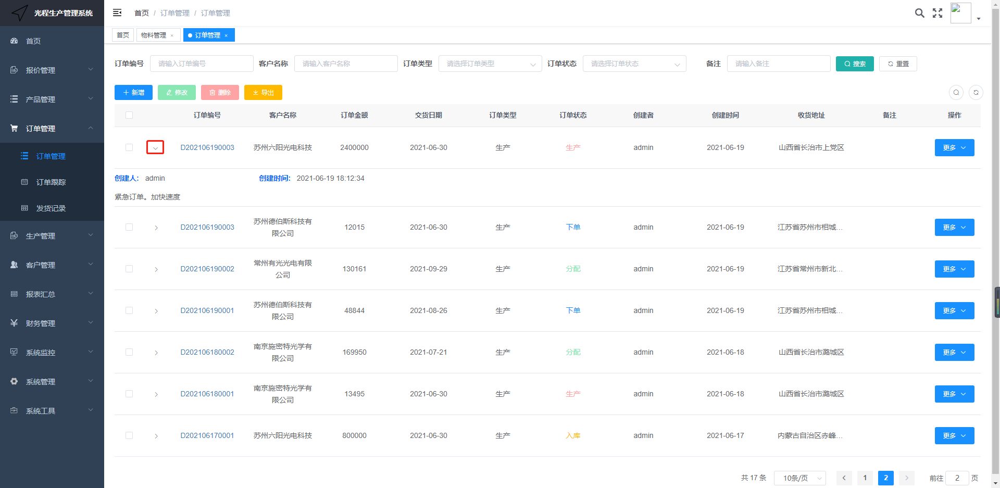 光程生产管理系统
首页 / 订单管理 / 订单管理
首页
物料管理 ×
订单管理 ×
首页
报价管理
产品管理
订单管理
订单管理
订单跟踪
发货记录
生产管理
客户管理
报表汇总
财务管理
系统监控
系统管理
系统工具
订单编号 请输入订单编号 客户名称 请输入客户名称 订单类型 请选择订单类型 订单状态 请选择订单状态 备注 请输入备注 搜索 重置
新增 修改 删除 导出
订单编号 客户名称 订单金额 交货日期 订单类型 订单状态 创建者 创建时间 收货地址 备注 操作
D202106190003 苏州六阳光电科技 2400000 2021-06-30 生产 生产 admin 2021-06-19 山西省长治市上党区 更多
创建人: admin 创建时间: 2021-06-19 18:12:34
紧急订单。加快速度
D202106190003 苏州德伯斯科技有
限公司 12015 2021-06-30 生产 下单 admin 2021-06-19 江苏省苏州市相城... 更多
D202106190002 常州有光光电有限
公司 130161 2021-09-29 生产 分配 admin 2021-06-19 江苏省常州市新北... 更多
D202106190001 苏州德伯斯科技有
限公司 48844 2021-08-26 生产 下单 admin 2021-06-19 江苏省苏州市相城... 更多
D202106180002 南京施密特光学有
限公司 169950 2021-07-21 生产 分配 admin 2021-06-18 山西省长治市潞城区 更多
D202106180001 南京施密特光学有
限公司 13495 2021-06-30 生产 生产 admin 2021-06-18 山西省长治市潞城区 更多
D202106170001 苏州六阳光电科技 800000 2021-06-30 生产 入库 admin 2021-06-17 内蒙古自治区赤峰... 更多
共 17 条 10条/页 1 2 前往 2 页